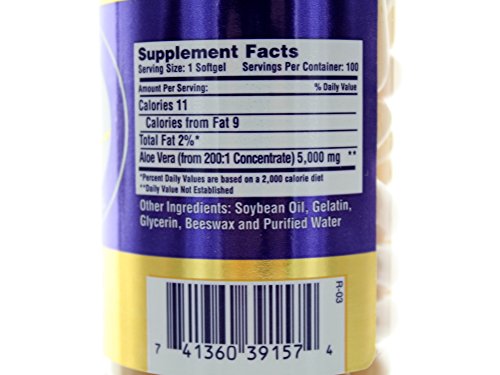 Supplement Facts
Serving Size: 1 Softgel Servings Per Container: 100
Amount Per Serving: % Daily Value
Calories 11
Calories from Fat 9
Total Fat 2%*
Aloe Vera (from 200:1 Concentrate) 5,000 mg **
*Percent Daily Values are based on a 2,000 calorie diet
**Daily Value Not Established
Other Ingredients: Soybean Oil, Gelatin,
Glycerin, Beeswax and Purified Water
R-03
7 41360 39157 4